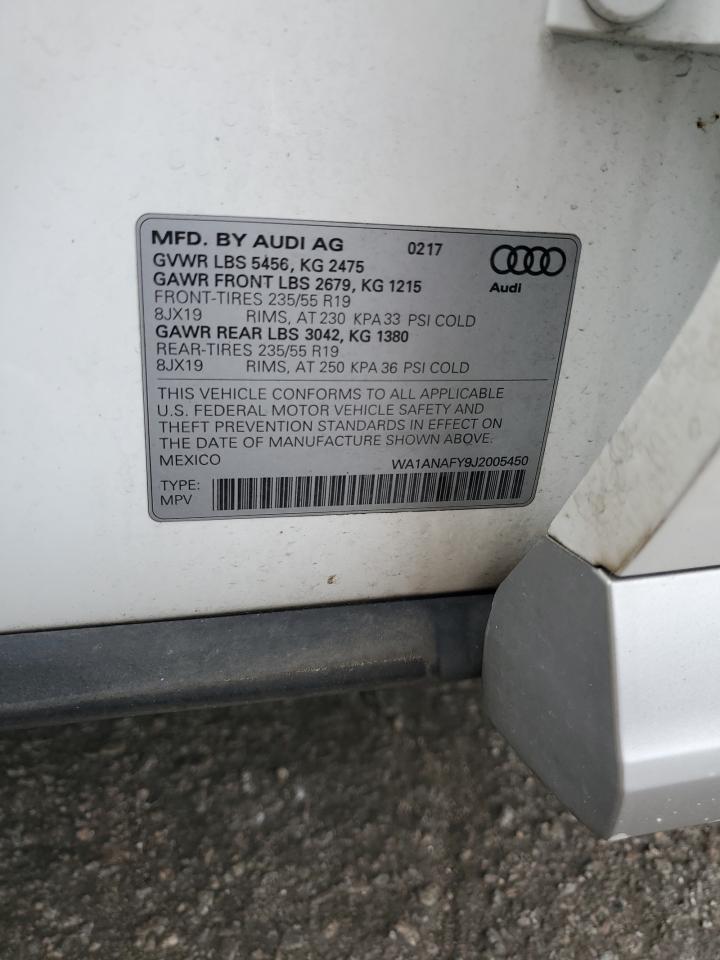 MFD. BY AUDI AG 0217
GVWR LBS 5456, KG 2475
GAWR FRONT LBS 2679, KG 1215
Audi
FRONT-TIRES 235/55 R19
8JX19 RIMS, AT 230 KPA 33 PSI COLD
GAWR REAR LBS 3042, KG 1380
REAR-TIRES 235/55 R19
8JX19 RIMS, AT 250 KPA 36 PSI COLD
THIS VEHICLE CONFORMS TO ALL APPLICABLE
U.S. FEDERAL MOTOR VEHICLE SAFETY AND
THEFT PREVENTION STANDARDS IN EFFECT ON
THE DATE OF MANUFACTURE SHOWN ABOVE.
MEXICO WA1ANAFY9J2005450
TYPE:
MPV